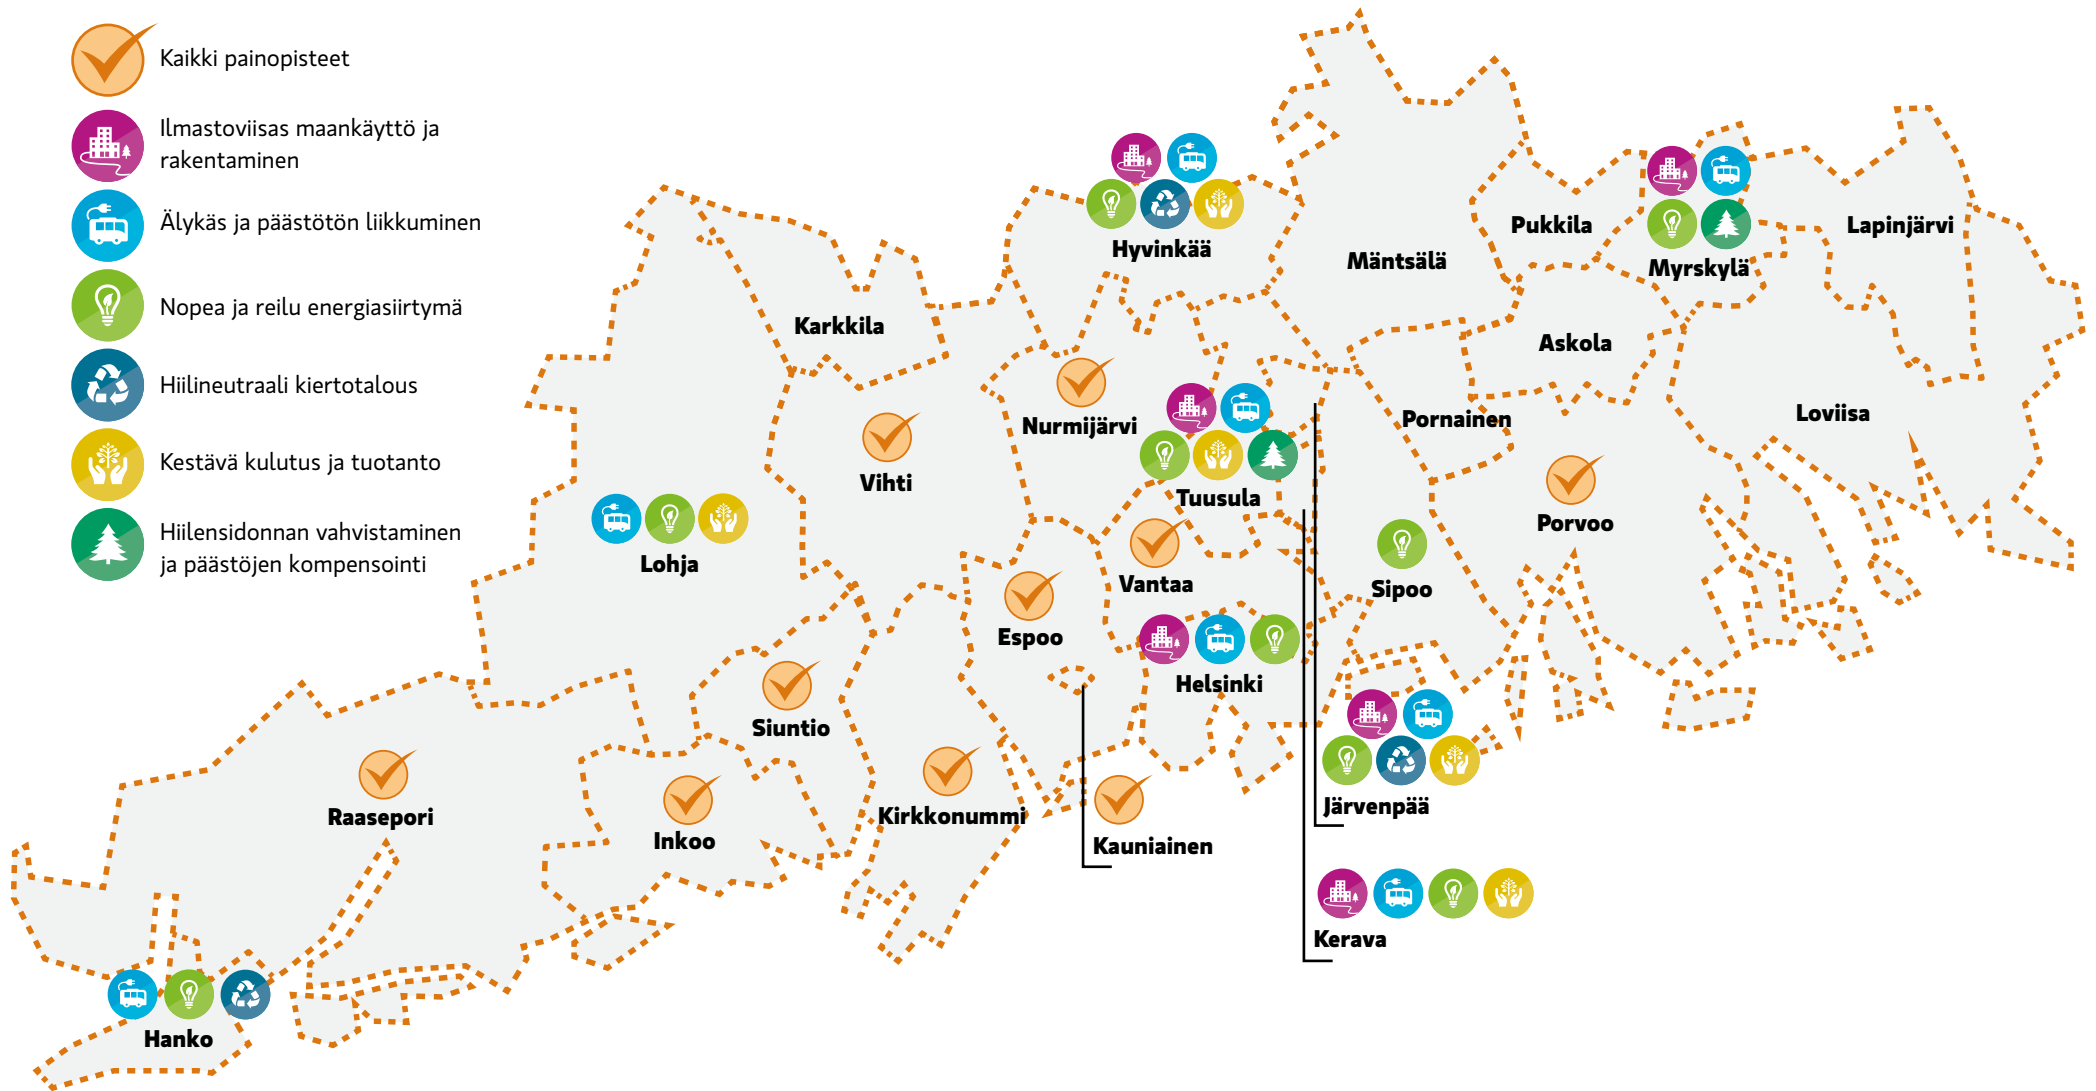 Kaikki painopisteet
Ilmastoviisas maankäyttö ja
rakentaminen
Älykäs ja päästötön liikkuminen
Nopea ja reilu energiasiirtymä
Hiilineutraali kiertotalous
Kestävä kulutus ja tuotanto
Hiilensidonnan vahvistaminen
ja päästöjen kompensointi
Hyvinkää
Mäntsälä
Pukkila
Myrskylä
Lapinjärvi
Karkkila
Askola
Nurmijärvi
Pornainen
Loviisa
Vihti
Tuusula
Porvoo
Lohja
Vantaa
Sipoo
Espoo
Helsinki
Siuntio
Raasepori
Inkoo
Kirkkonummi
Kauniainen
Järvenpää
Kerava
Hanko